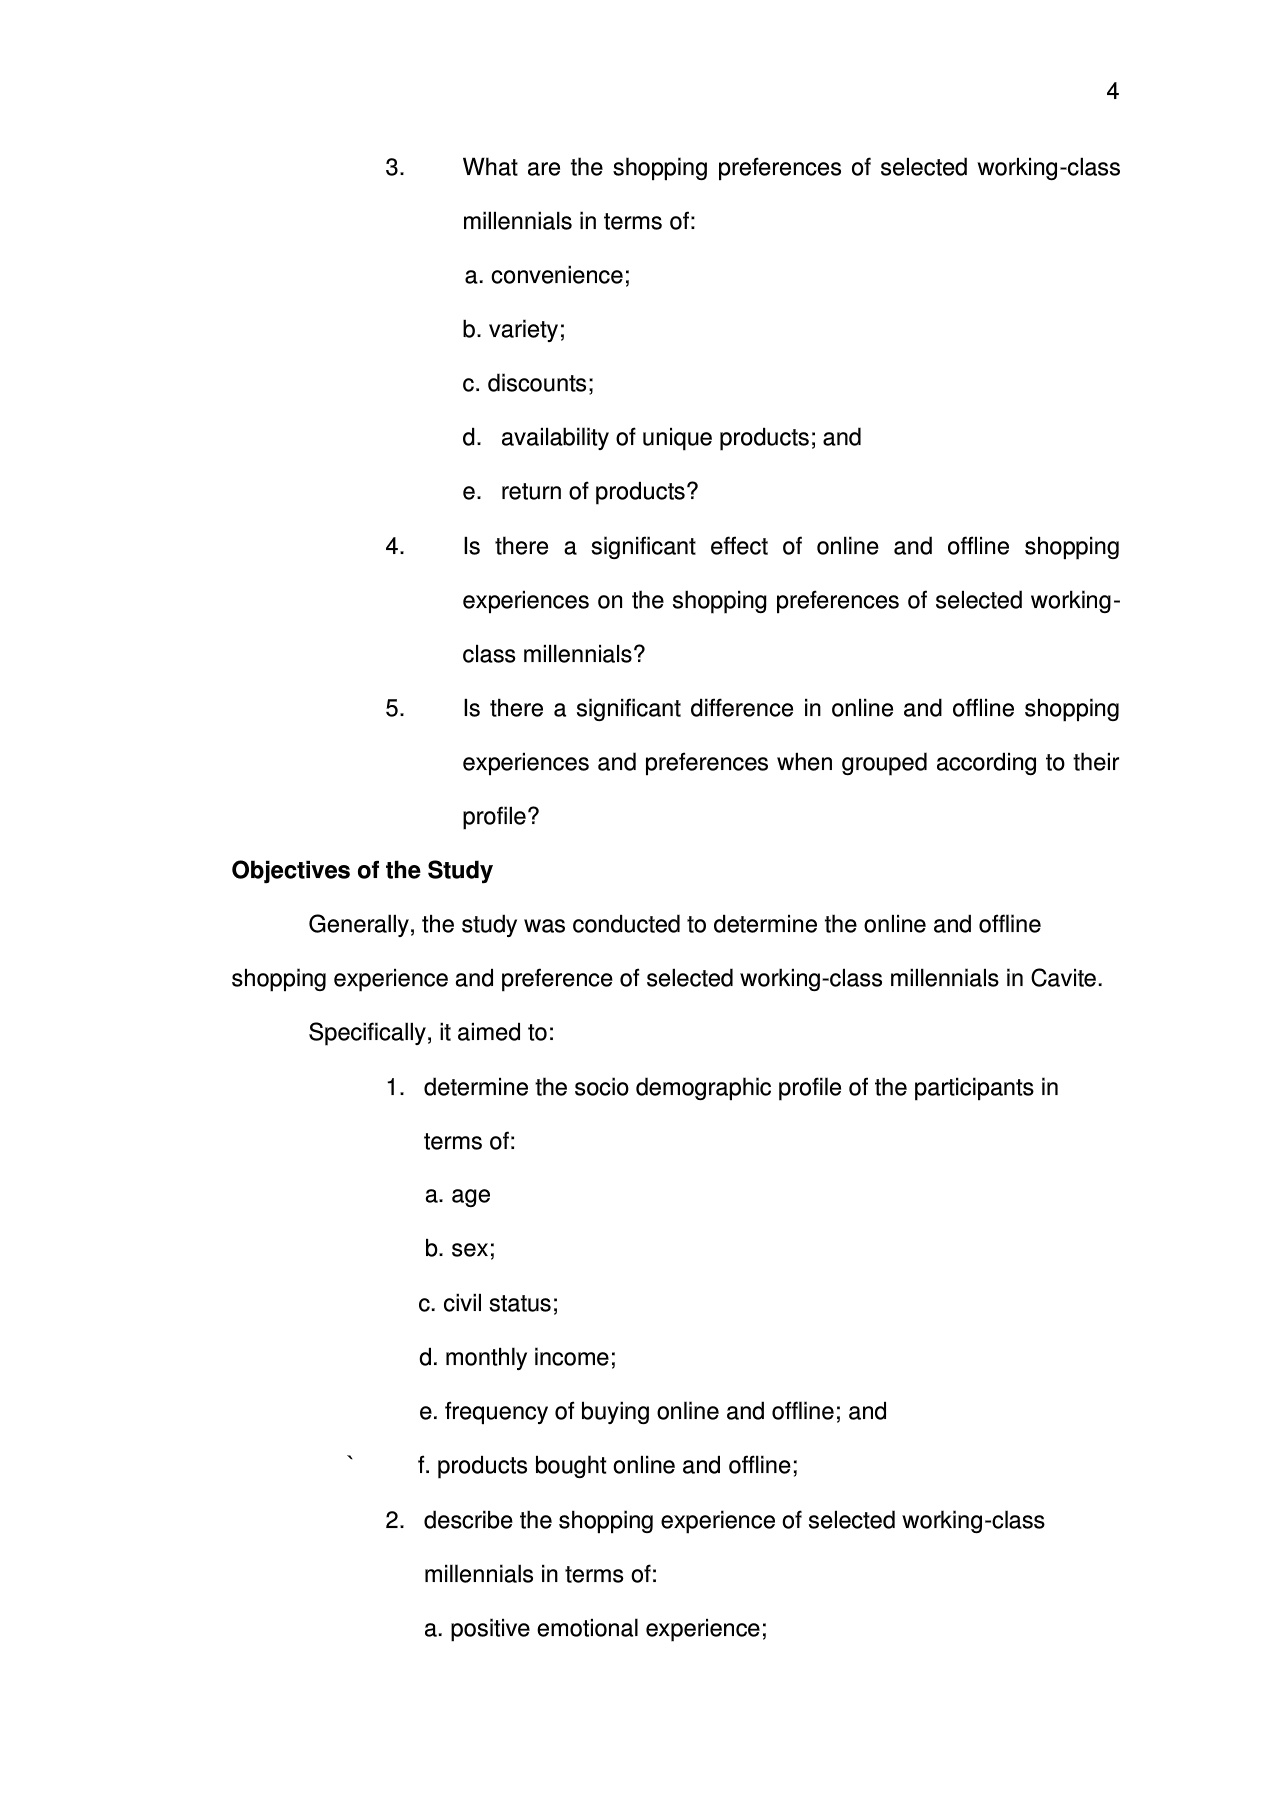 4
3. What are the shopping preferences of selected working-class
millennials in terms of:
a. convenience;
b. variety;
c. discounts;
d. availability of unique products; and
e. return of products?
4. Is there a significant effect of online and offline shopping
experiences on the shopping preferences of selected working-
class millennials?
5. Is there a significant difference in online and offline shopping
experiences and preferences when grouped according to their
profile?
Objectives of the Study
Generally, the study was conducted to determine the online and offline
shopping experience and preference of selected working-class millennials in Cavite.
Specifically, it aimed to:
1. determine the socio demographic profile of the participants in
terms of:
a. age
b. sex;
c. civil status;
d. monthly income;
e. frequency of buying online and offline; and
` f. products bought online and offline;
2. describe the shopping experience of selected working-class
millennials in terms of:
a. positive emotional experience;